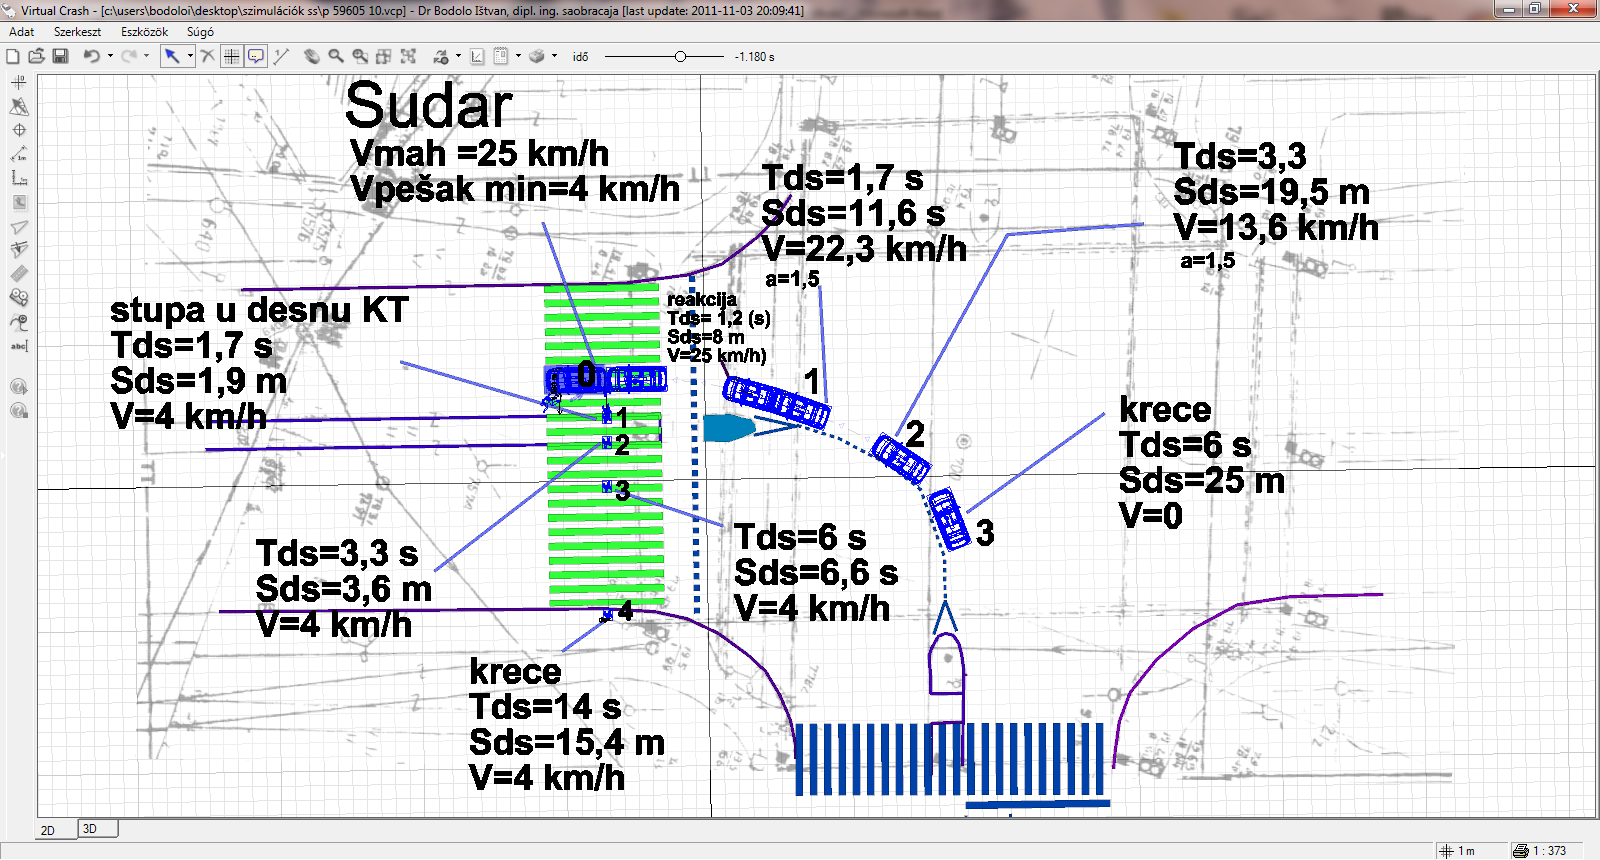 Virtual Crash - [c:\users\bodoloi\desktop\szimulációk ss\p 59605 10.vcp] - Dr Bodolo Ištvan, dipl. ing. saobracaja [last update: 2011-11-03 20:09:41]
Adat Szerkeszt Eszközök Súgó
idő -1.180 s
Sudar
Vmah =25 km/h
Vpešak min=4 km/h
Tds=1,7 s
Sds=11,6 s
V=22,3 km/h
a=1,5
Tds=3,3
Sds=19,5 m
V=13,6 km/h
a=1,5
stupa u desnu KT
Tds=1,7 s
Sds=1,9 m
V=4 km/h
reakcija
Tds= 1,2 (s)
Sds=8 m
V=25 km/h)
0
1
2
3
4
1
2
3
krece
Tds=6 s
Sds=25 m
V=0
Tds=3,3 s
Sds=3,6 m
V=4 km/h
Tds=6 s
Sds=6,6 s
V=4 km/h
krece
Tds=14 s
Sds=15,4 m
V=4 km/h
abc
2D 3D
1 m 1 : 373